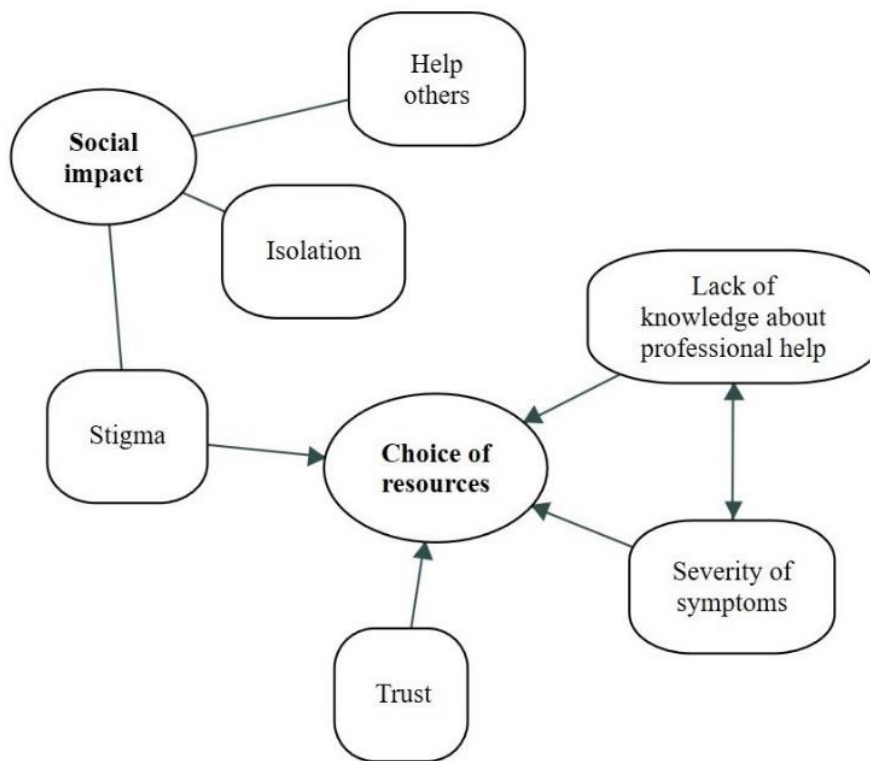 Help
others
Social
impact
Isolation
Lack of
knowledge about
professional help
Stigma
Choice of
resources
Severity of
symptoms
Trust